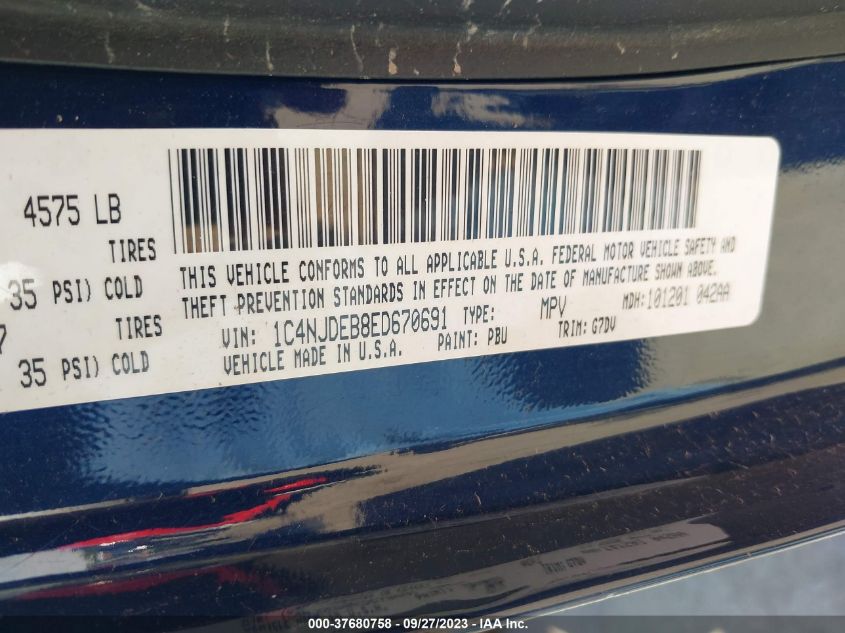 4575 LB
TIRES
35 PSI) COLD
7 TIRES
35 PSI) COLD
THIS VEHICLE CONFORMS TO ALL APPLICABLE U.S.A. FEDERAL MOTOR VEHICLE SAFETY AND
THEFT PREVENTION STANDARDS IN EFFECT ON THE DATE OF MANUFACTURE SHOWN ABOVE.
VIN: 1C4NJDEB8ED670691 TYPE: MPV MDH:101201 042AA
VEHICLE MADE IN U.S.A. PAINT: PBU TRIM: G7DV
000-37680758 - 09/27/2023 - IAA Inc.